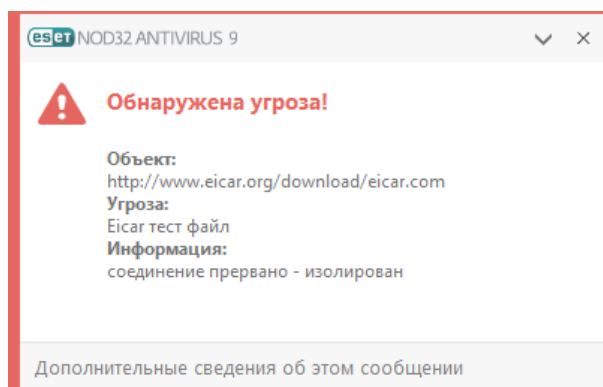 eset NOD32 ANTIVIRUS 9
Обнаружена угроза!
Объект:
http://www.eicar.org/download/eicar.com
Угроза:
Eicar тест файл
Информация:
соединение прервано - изолирован
Дополнительные сведения об этом сообщении